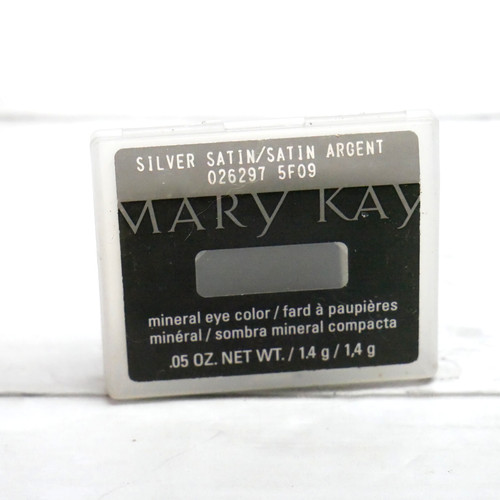 SILVER SATIN/SATIN ARGENT
026297 5F09
MARY KAY
mineral eye color / fard à paupières
minéral / sombra mineral compacta
.05 OZ. NET WT. / 1.4 g / 1,4 g